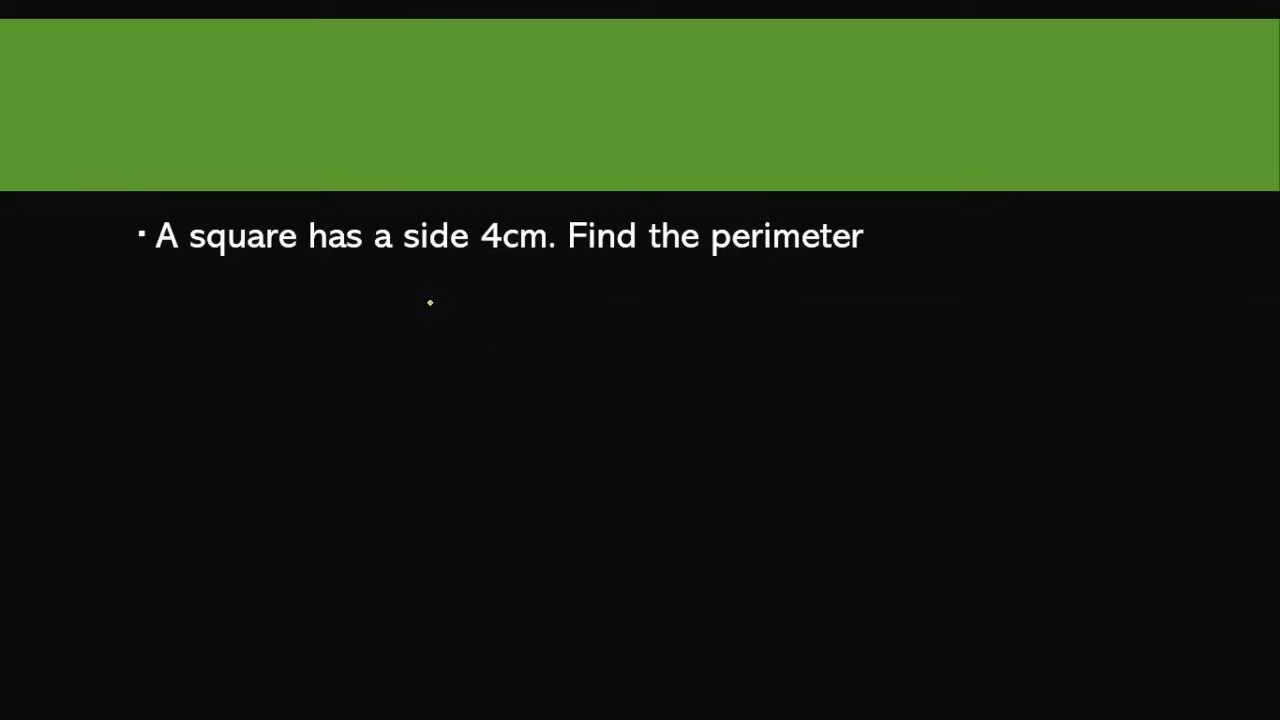 · A square has a side 4cm. Find the perimeter